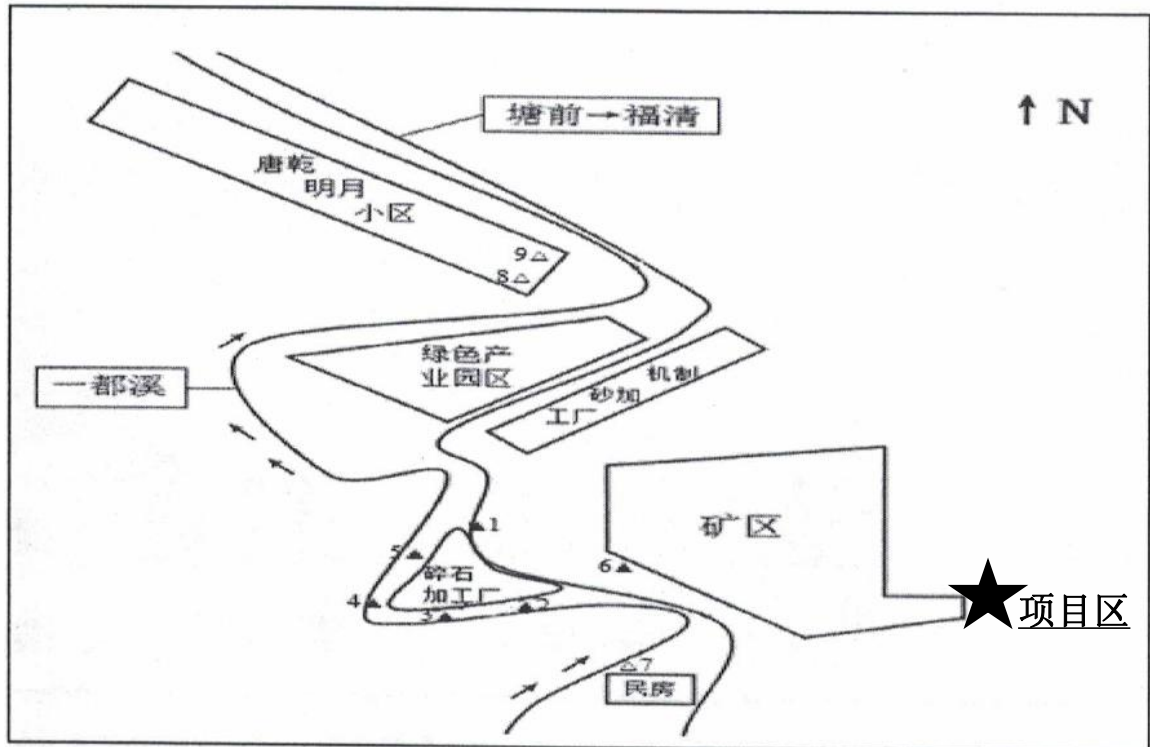 塘前→福清
↑ N
唐乾
明月
小区
9△
8△
绿色产
业园区
机制
砂加
工厂
一都溪
矿区
▲1
5▲
6▲
碎石
加工厂
4▲
3▲
▲2
★项目区
△7
民房